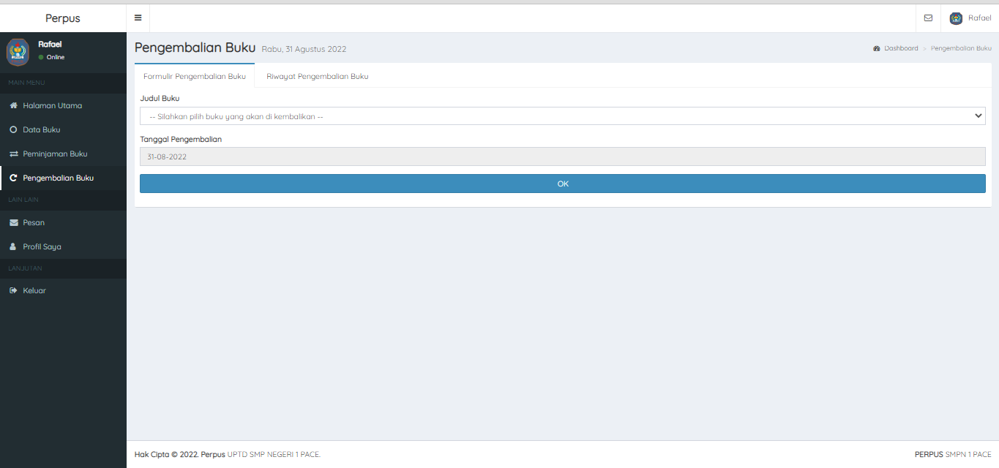 Perpus
Rafael
Rafael
Online
MAIN MENU
Halaman Utama
Data Buku
Peminjaman Buku
Pengembalian Buku
LAIN LAIN
Pesan
Profil Saya
LANJUTAN
Keluar
Pengembalian Buku Rabu, 31 Agustus 2022
Dashboard > Pengembalian Buku
Formulir Pengembalian Buku Riwayat Pengembalian Buku
Judul Buku
-- Silahkan pilih buku yang akan di kembalikan --
Tanggal Pengembalian
31-08-2022
OK
Hak Cipta © 2022. Perpus UPTD SMP NEGERI 1 PACE.
PERPUS SMPN 1 PACE